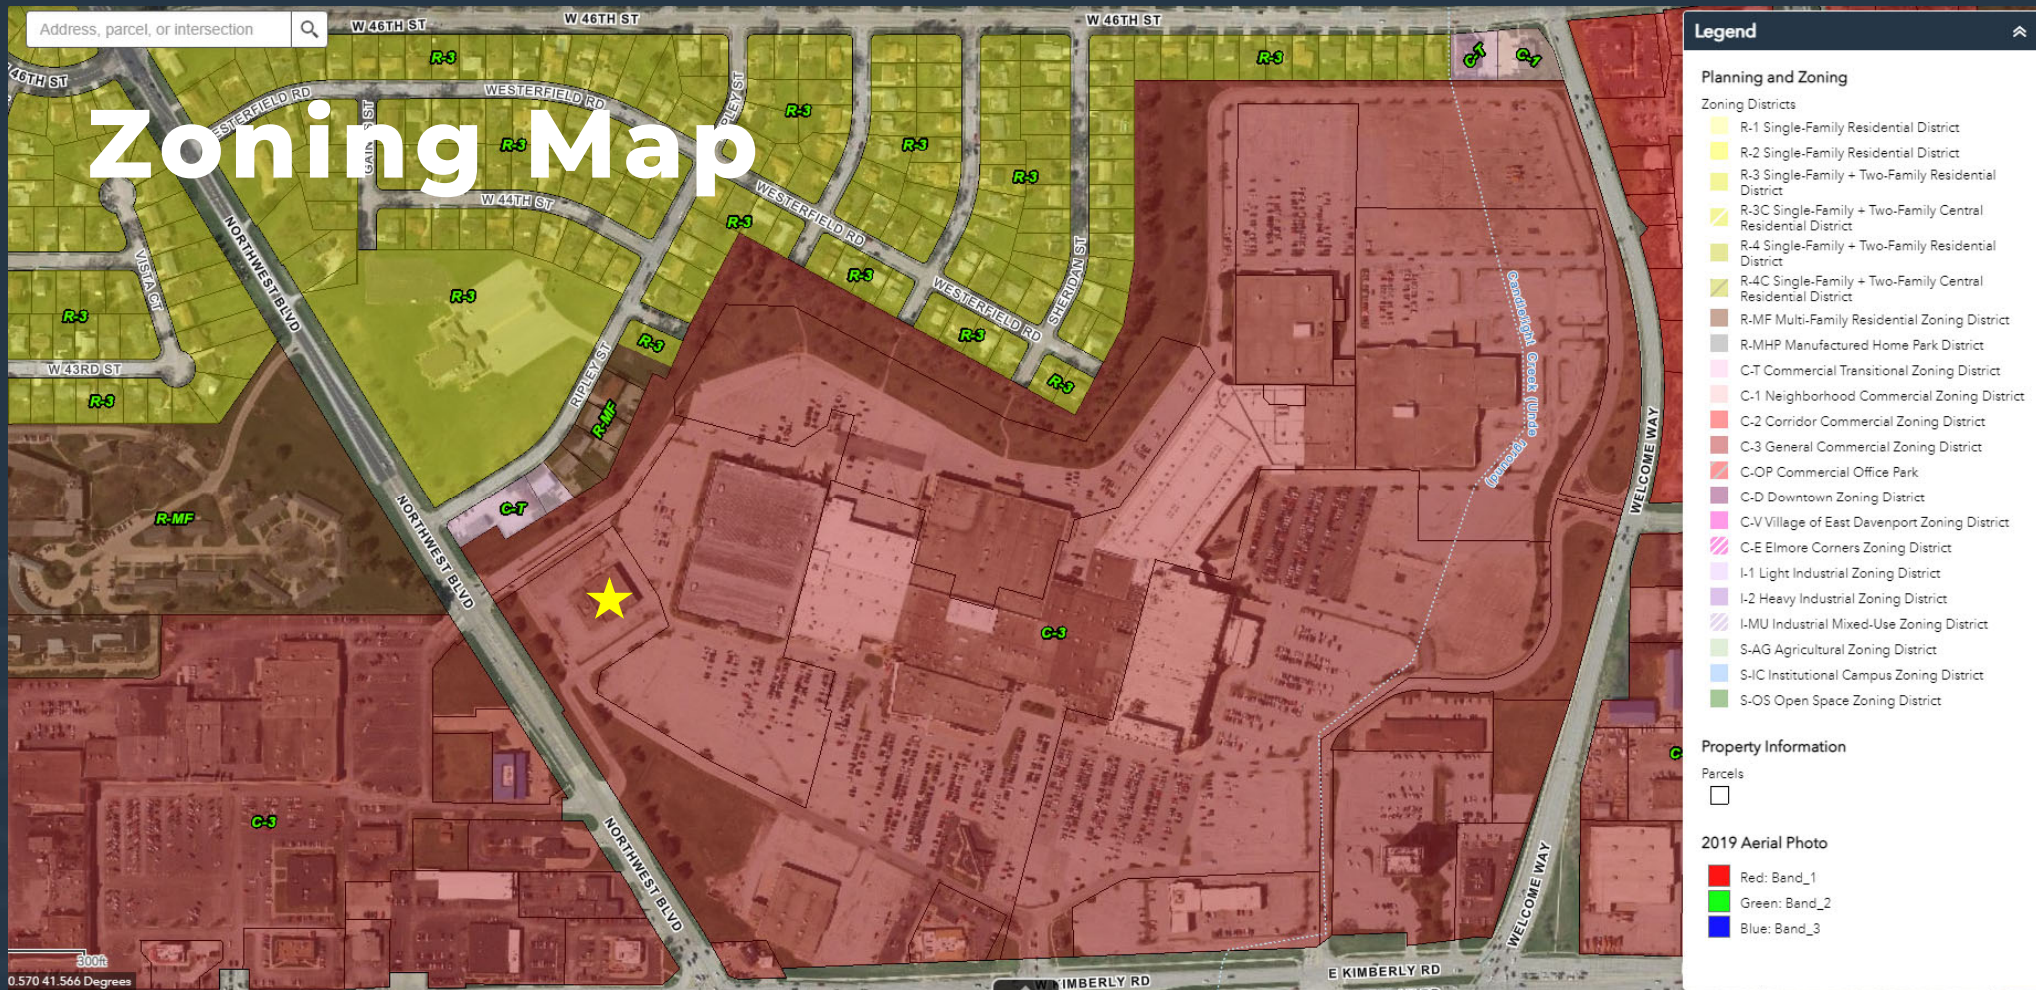 Address, parcel, or intersection
W 46TH ST
W 46TH ST
W 46TH ST
46TH ST
R-3
R-3
C-T
C-1
WESTERFIELD RD
WESTERFIELD RD
RIPLEY ST
GAINES ST
Zoning Map
R-3
R-3
R-3
R-3
W 44TH ST
WESTERFIELD RD
R-3
NORTHWEST BLVD
VISTA CT
R-3
R-3
R-3
WESTERFIELD RD
SHERIDAN ST
R-3
R-3
R-3
W 43RD ST
R-3
RIPLEY ST
R-MF
Candlelight Creek (Underground)
WELCOME WAY
R-MF
C-T
NORTHWEST BLVD
C-3
C-3
NORTHWEST BLVD
WELCOME WAY
300ft
0.570 41.566 Degrees
W KIMBERLY RD
E KIMBERLY RD
Legend
Planning and Zoning
Zoning Districts
R-1 Single-Family Residential District
R-2 Single-Family Residential District
R-3 Single-Family + Two-Family Residential
District
R-3C Single-Family + Two-Family Central
Residential District
R-4 Single-Family + Two-Family Residential
District
R-4C Single-Family + Two-Family Central
Residential District
R-MF Multi-Family Residential Zoning District
R-MHP Manufactured Home Park District
C-T Commercial Transitional Zoning District
C-1 Neighborhood Commercial Zoning District
C-2 Corridor Commercial Zoning District
C-3 General Commercial Zoning District
C-OP Commercial Office Park
C-D Downtown Zoning District
C-V Village of East Davenport Zoning District
C-E Elmore Corners Zoning District
I-1 Light Industrial Zoning District
I-2 Heavy Industrial Zoning District
I-MU Industrial Mixed-Use Zoning District
S-AG Agricultural Zoning District
S-IC Institutional Campus Zoning District
S-OS Open Space Zoning District
Property Information
Parcels
2019 Aerial Photo
Red: Band_1
Green: Band_2
Blue: Band_3